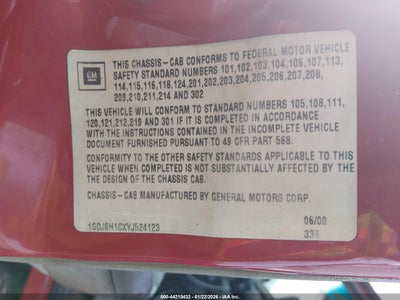 GM
THIS CHASSIS - CAB CONFORMS TO FEDERAL MOTOR VEHICLE
SAFETY STANDARD NUMBERS 101,102,103,104,106,107,113,
114,115,116,118,124,201,202,203,204,205,206,207,208,
209,210,211,214 AND 302
THIS VEHICLE WILL CONFORM TO STANDARD NUMBERS 105,108,111,
120,121,212,219 AND 301 IF IT IS COMPLETED IN ACCORDANCE
WITH THE INSTRUCTIONS CONTAINED IN THE INCOMPLETE VEHICLE
DOCUMENT FURNISHED PURSUANT TO 49 CFR PART 568.
CONFORMITY TO THE OTHER SAFETY STANDARDS APPLICABLE TO THIS
VEHICLE WHEN COMPLETED IS NOT SUBSTANTIALLY AFFECTED BY THE
DESIGN OF THE CHASSIS CAB.
CHASSIS - CAB MANUFACTURED BY GENERAL MOTORS CORP.
06/00
1GDJ6H1CXYJ524123
331
000-44210432 - 01/22/2026 - IAAI.COM